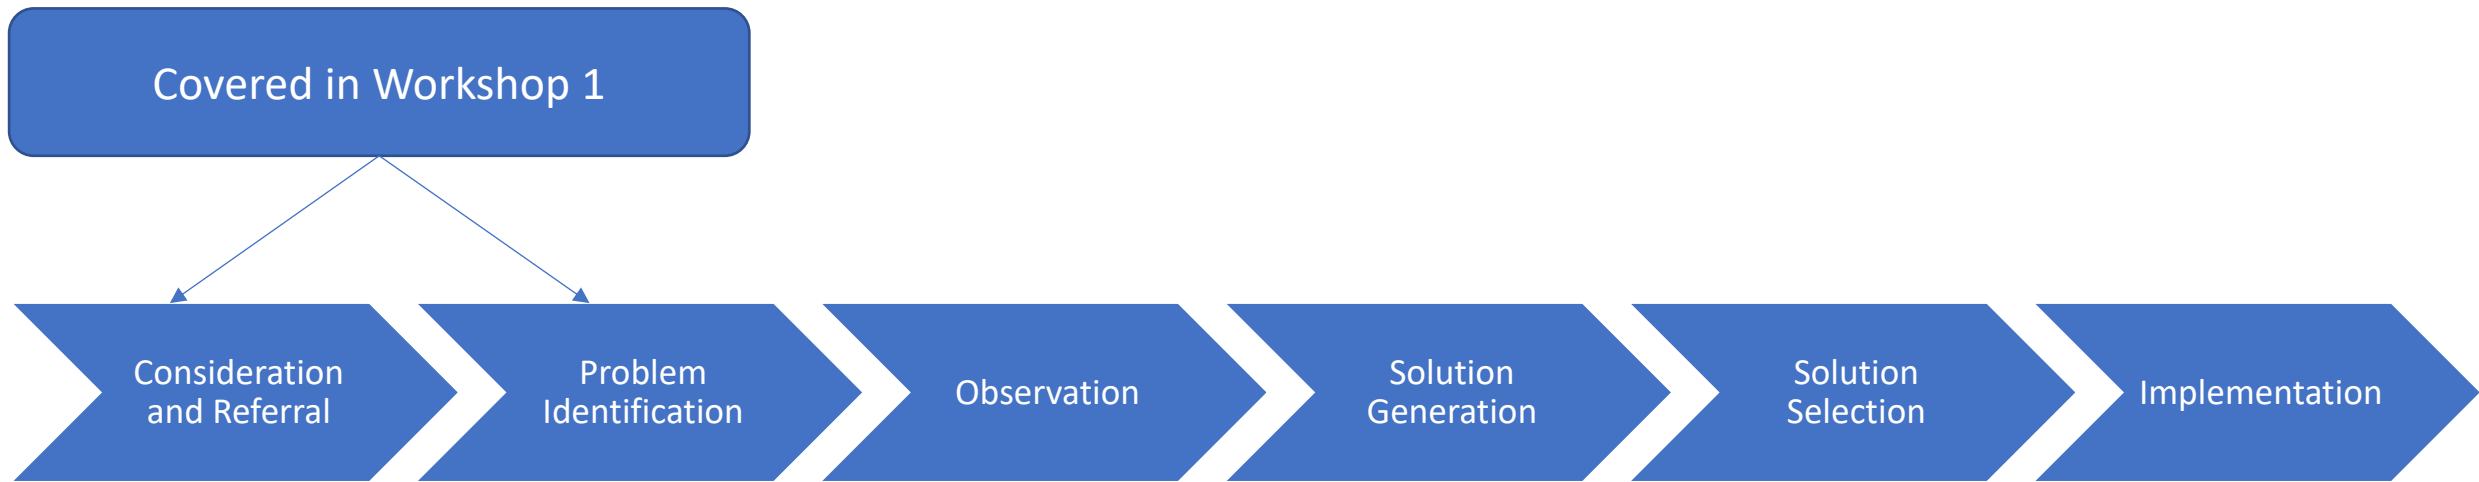 Covered in Workshop 1
Consideration
and Referral
Problem
Identification
Observation
Solution
Generation
Solution
Selection
Implementation